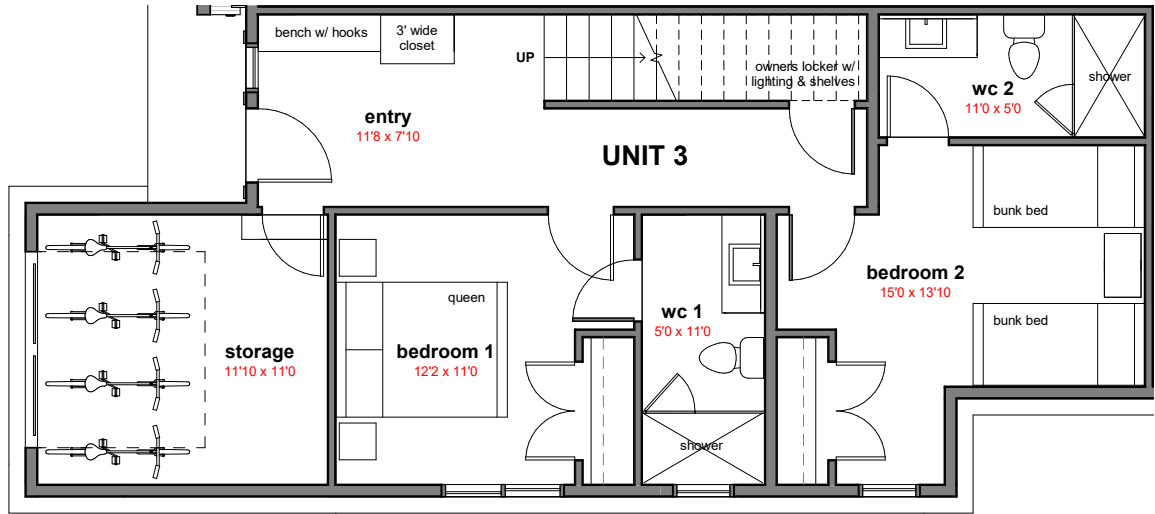 bench w/ hooks
3' wide
closet
UP
owners locker w/
lighting & shelves
wc 2
11'0 x 5'0
shower
entry
11'8 x 7'10
UNIT 3
bunk bed
bedroom 2
15'0 x 13'10
bunk bed
queen
wc 1
5'0 x 11'0
storage
11'10 x 11'0
bedroom 1
12'2 x 11'0
shower